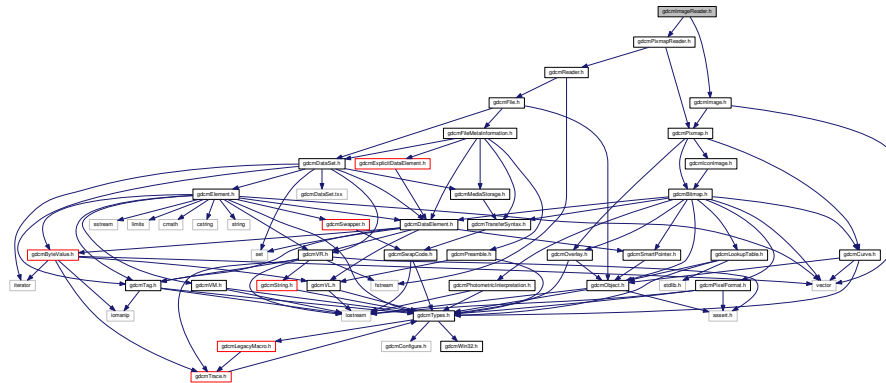 gdcmImageReader.h
gdcmPixmapReader.h
gdcmReader.h
gdcmFile.h
gdcmImage.h
gdcmFileMetaInformation.h
gdcmPixmap.h
gdcmDataSet.h
gdcmExplicitDataElement.h
gdcmIconImage.h
gdcmElement.h
gdcmDataSet.txx
gdcmMediaStorage.h
gdcmBitmap.h
sstream
limits
cmath
cstring
string
gdcmSwapper.h
gdcmDataElement.h
gdcmTransferSyntax.h
gdcmByteValue.h
set
gdcmVR.h
gdcmSwapCode.h
gdcmPreamble.h
gdcmOverlay.h
gdcmSmartPointer.h
gdcmLookupTable.h
gdcmCurve.h
iterator
gdcmTag.h
gdcmVM.h
gdcmString.h
gdcmVL.h
fstream
gdcmPhotometricInterpretation.h
gdcmObject.h
stdlib.h
gdcmPixelFormat.h
vector
iomanip
iostream
gdcmTypes.h
assert.h
gdcmLegacyMacro.h
gdcmConfigure.h
gdcmWin32.h
gdcmTrace.h